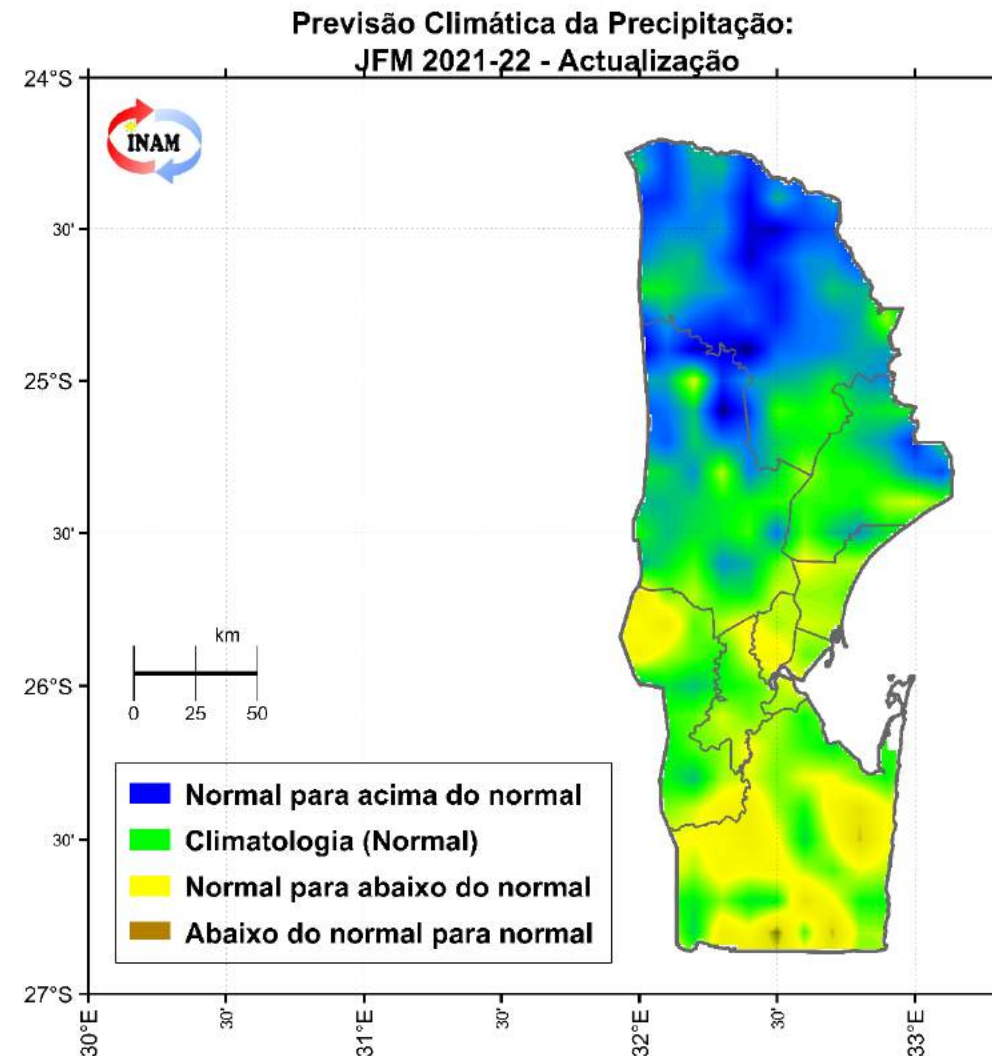 Previsão Climática da Precipitação:
JFM 2021-22 - Actualização
24°S
INAM
30'
25°S
30'
km
26°S
0 25 50
Normal para acima do normal
Climatologia (Normal)
30'
Normal para abaixo do normal
Abaixo do normal para normal
27°S
30°E 30' 31°E 30' 32°E 30' 33°E